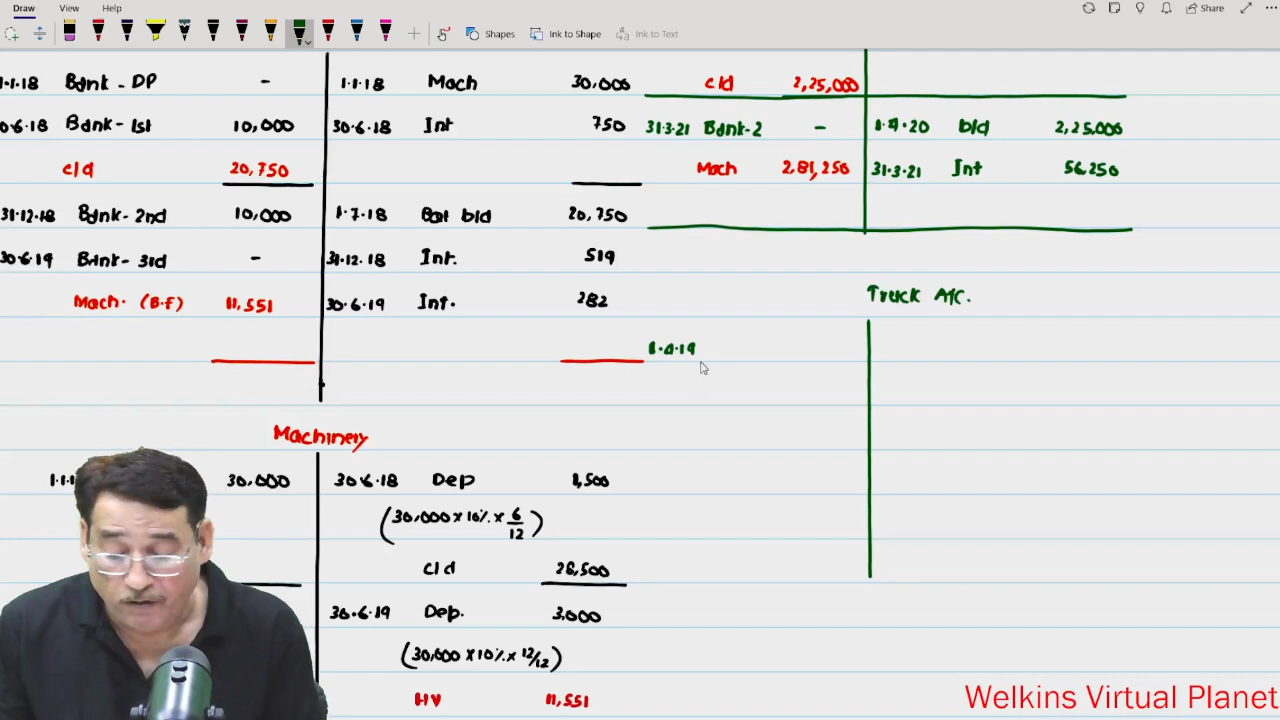 Draw View Help Share
Shapes Ink to Shape Ink to Text
1.1.18 Bank - DP - 1.1.18 Mach 30,000
0.6.18 Bank - 1st 10,000 30.6.18 Int 750
c/d 20,750
31.12.18 Bank - 2nd 10,000 1.7.18 Bal b/d 20,750
30.6.19 Bank - 3rd - 31.12.18 Int. 519
Mach. (B.F) 11,551 30.6.19 Int. 282
c/d 2,25,000
31.3.21 Bank-2 - 1.4.20 b/d 2,25,000
Mach 2,81,250 31.3.21 Int 56,250
Truck A/C.
1.4.19
Machinery
1.1.1 30,000 30.6.18 Dep 1,500
(30,000 x 10% x 6/12)
c/d 28,500
30.6.19 Dep. 3,000
(30,000 x 10% x 12/12)
HV 11,551
Welkins Virtual Planet